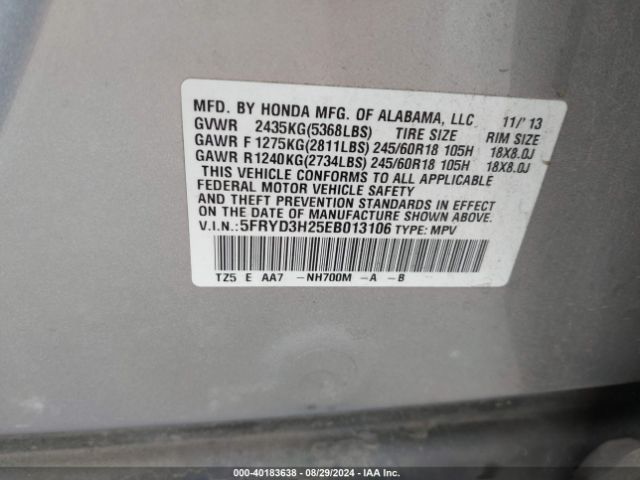 MFD. BY HONDA MFG. OF ALABAMA, LLC. 11/'13
GVWR 2435KG(5368LBS) TIRE SIZE RIM SIZE
GAWR F 1275KG(2811LBS) 245/60R18 105H 18X8.0J
GAWR R1240KG(2734LBS) 245/60R18 105H 18X8.0J
THIS VEHICLE CONFORMS TO ALL APPLICABLE
FEDERAL MOTOR VEHICLE SAFETY
AND THEFT PREVENTION STANDARDS IN EFFECT
ON THE DATE OF MANUFACTURE SHOWN ABOVE.
V.I.N.: 5FRYD3H25EB013106 TYPE: MPV
TZ5 E AA7 -NH700M -A -B
000-40183638 - 08/29/2024 - IAA Inc.